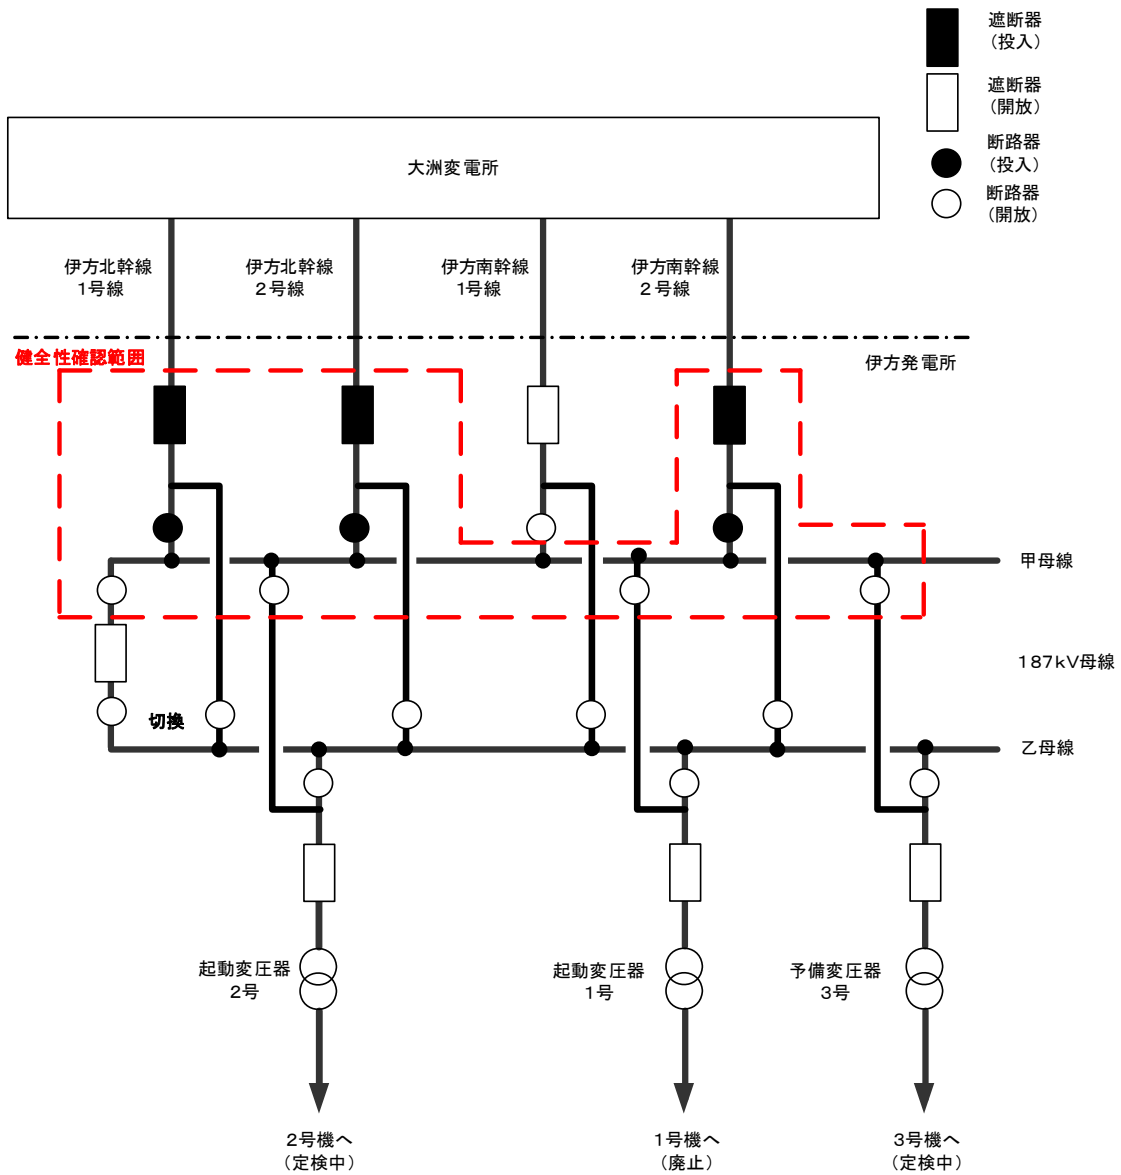 遮断器
（投入）
遮断器
（開放）
断路器
（投入）
断路器
（開放）
大洲変電所
伊方北幹線
1号線
伊方北幹線
2号線
伊方南幹線
1号線
伊方南幹線
2号線
健全性確認範囲
伊方発電所
甲母線
187kV母線
切換
乙母線
起動変圧器
2号
起動変圧器
1号
予備変圧器
3号
2号機へ
（定検中）
1号機へ
（廃止）
3号機へ
（定検中）